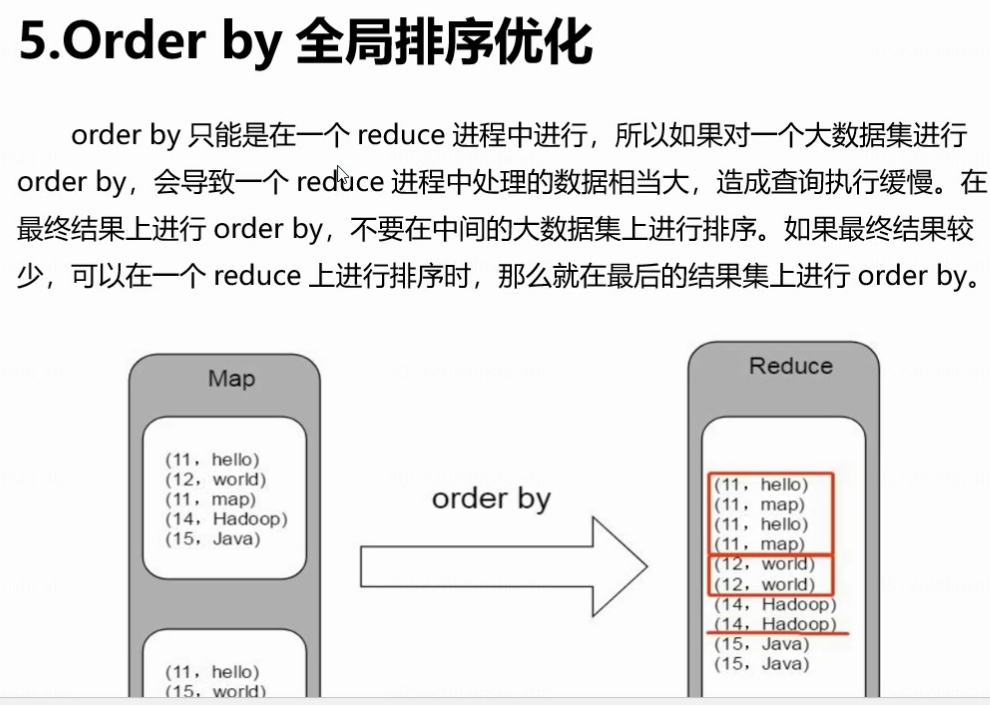 5.Order by 全局排序优化
order by 只能是在一个 reduce 进程中进行，所以如果对一个大数据集进行
order by，会导致一个 reduce 进程中处理的数据相当大，造成查询执行缓慢。在
最终结果上进行 order by，不要在中间的大数据集上进行排序。如果最终结果较
少，可以在一个 reduce 上进行排序时，那么就在最后的结果集上进行 order by。
Map
(11，hello)
(12，world)
(11，map)
(14，Hadoop)
(15，Java)
(11，hello)
(15，world)
order by
Reduce
(11，hello)
(11，map)
(11，hello)
(11，map)
(12，world)
(12，world)
(14，Hadoop)
(14，Hadoop)
(15，Java)
(15，Java)